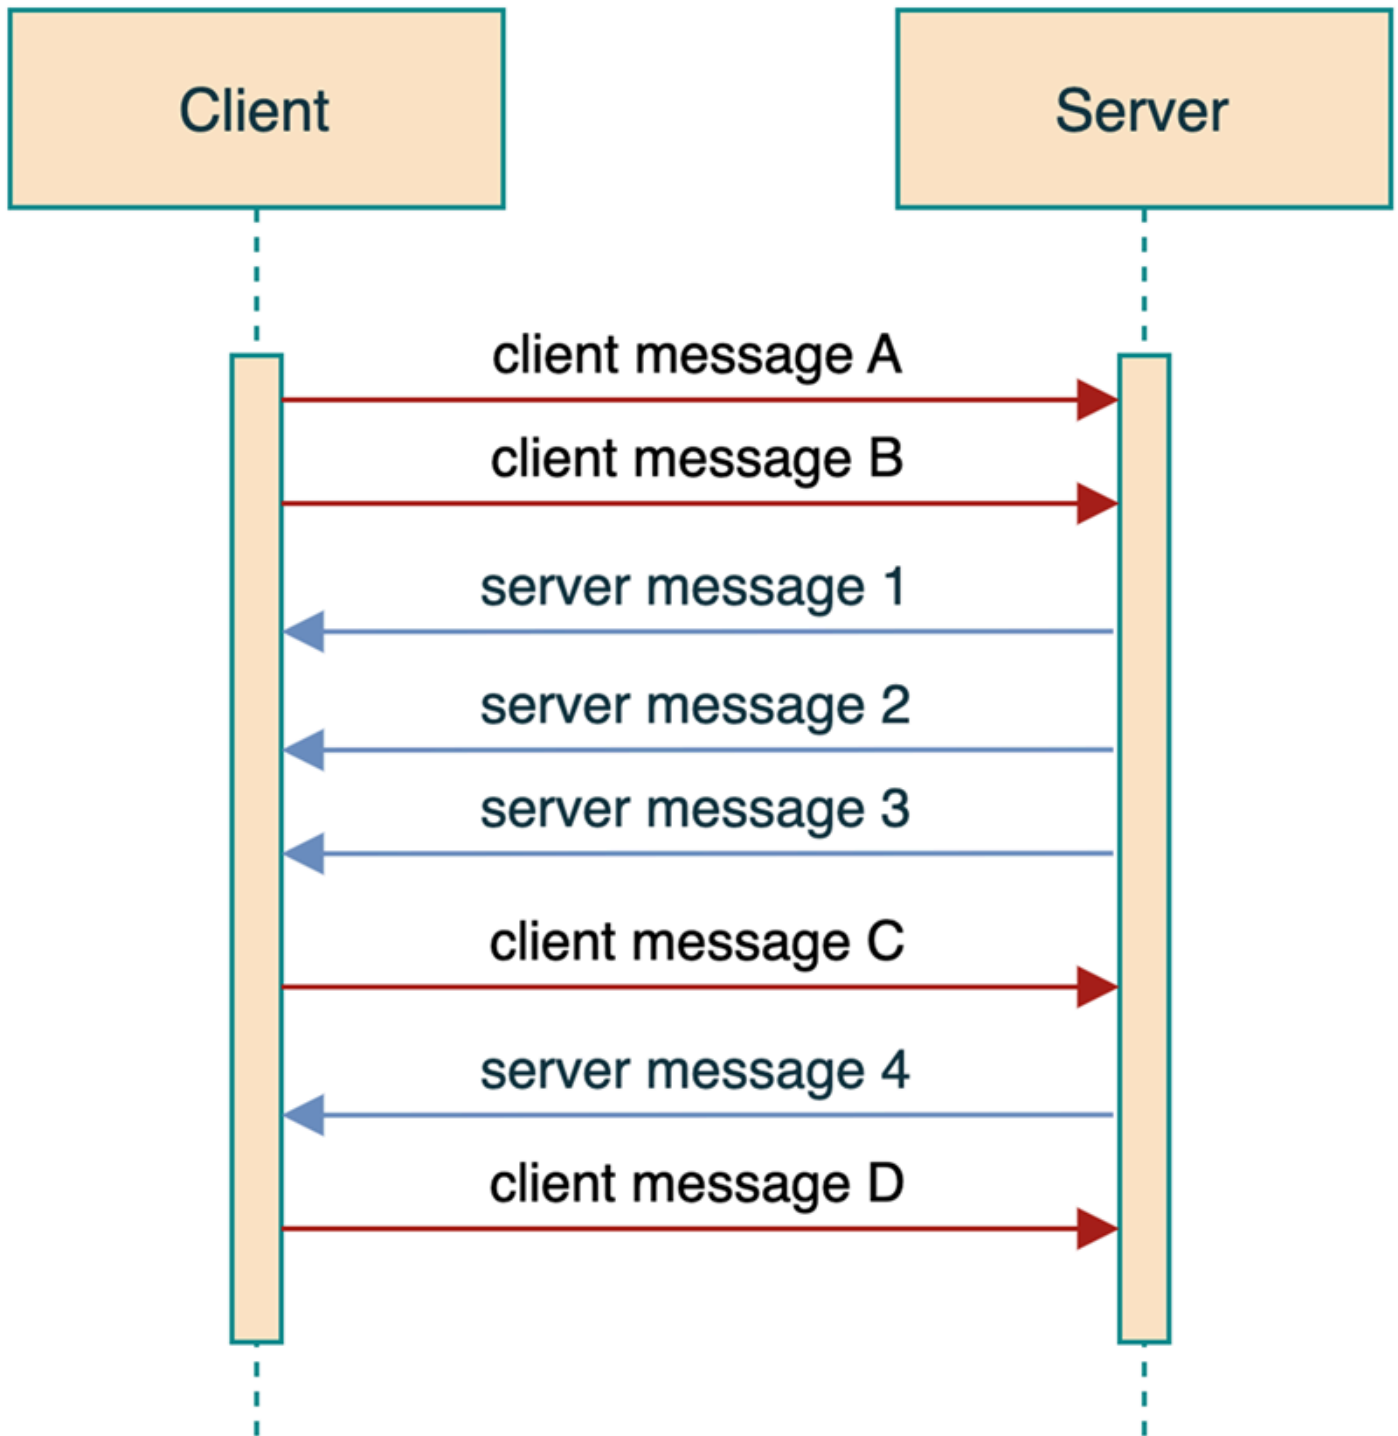 Client
Server
client message A
client message B
server message 1
server message 2
server message 3
client message C
server message 4
client message D